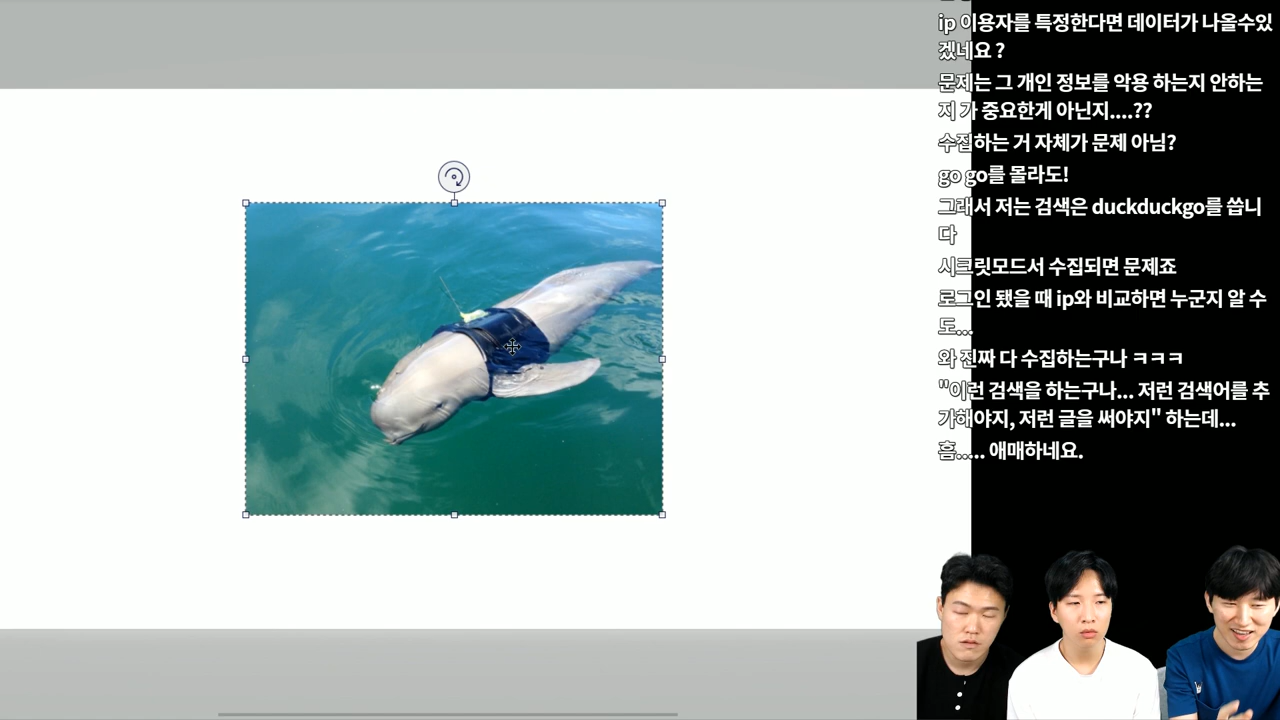 ip 이용자를 특정한다면 데이터가 나올수있
겠네요 ?
문제는 그 개인 정보를 악용 하는지 안하는
지 가 중요한게 아닌지....??
수집하는 거 자체가 문제 아님?
go go를 몰라도!
그래서 저는 검색은 duckduckgo를 씁니
다
시크릿모드서 수집되면 문제죠
로그인 됐을 때 ip와 비교하면 누군지 알 수
도...
와 진짜 다 수집하는구나 ㅋㅋㅋ
"이런 검색을 하는구나... 저런 검색어를 추
가해야지, 저런 글을 써야지" 하는데...
흠..... 애매하네요.